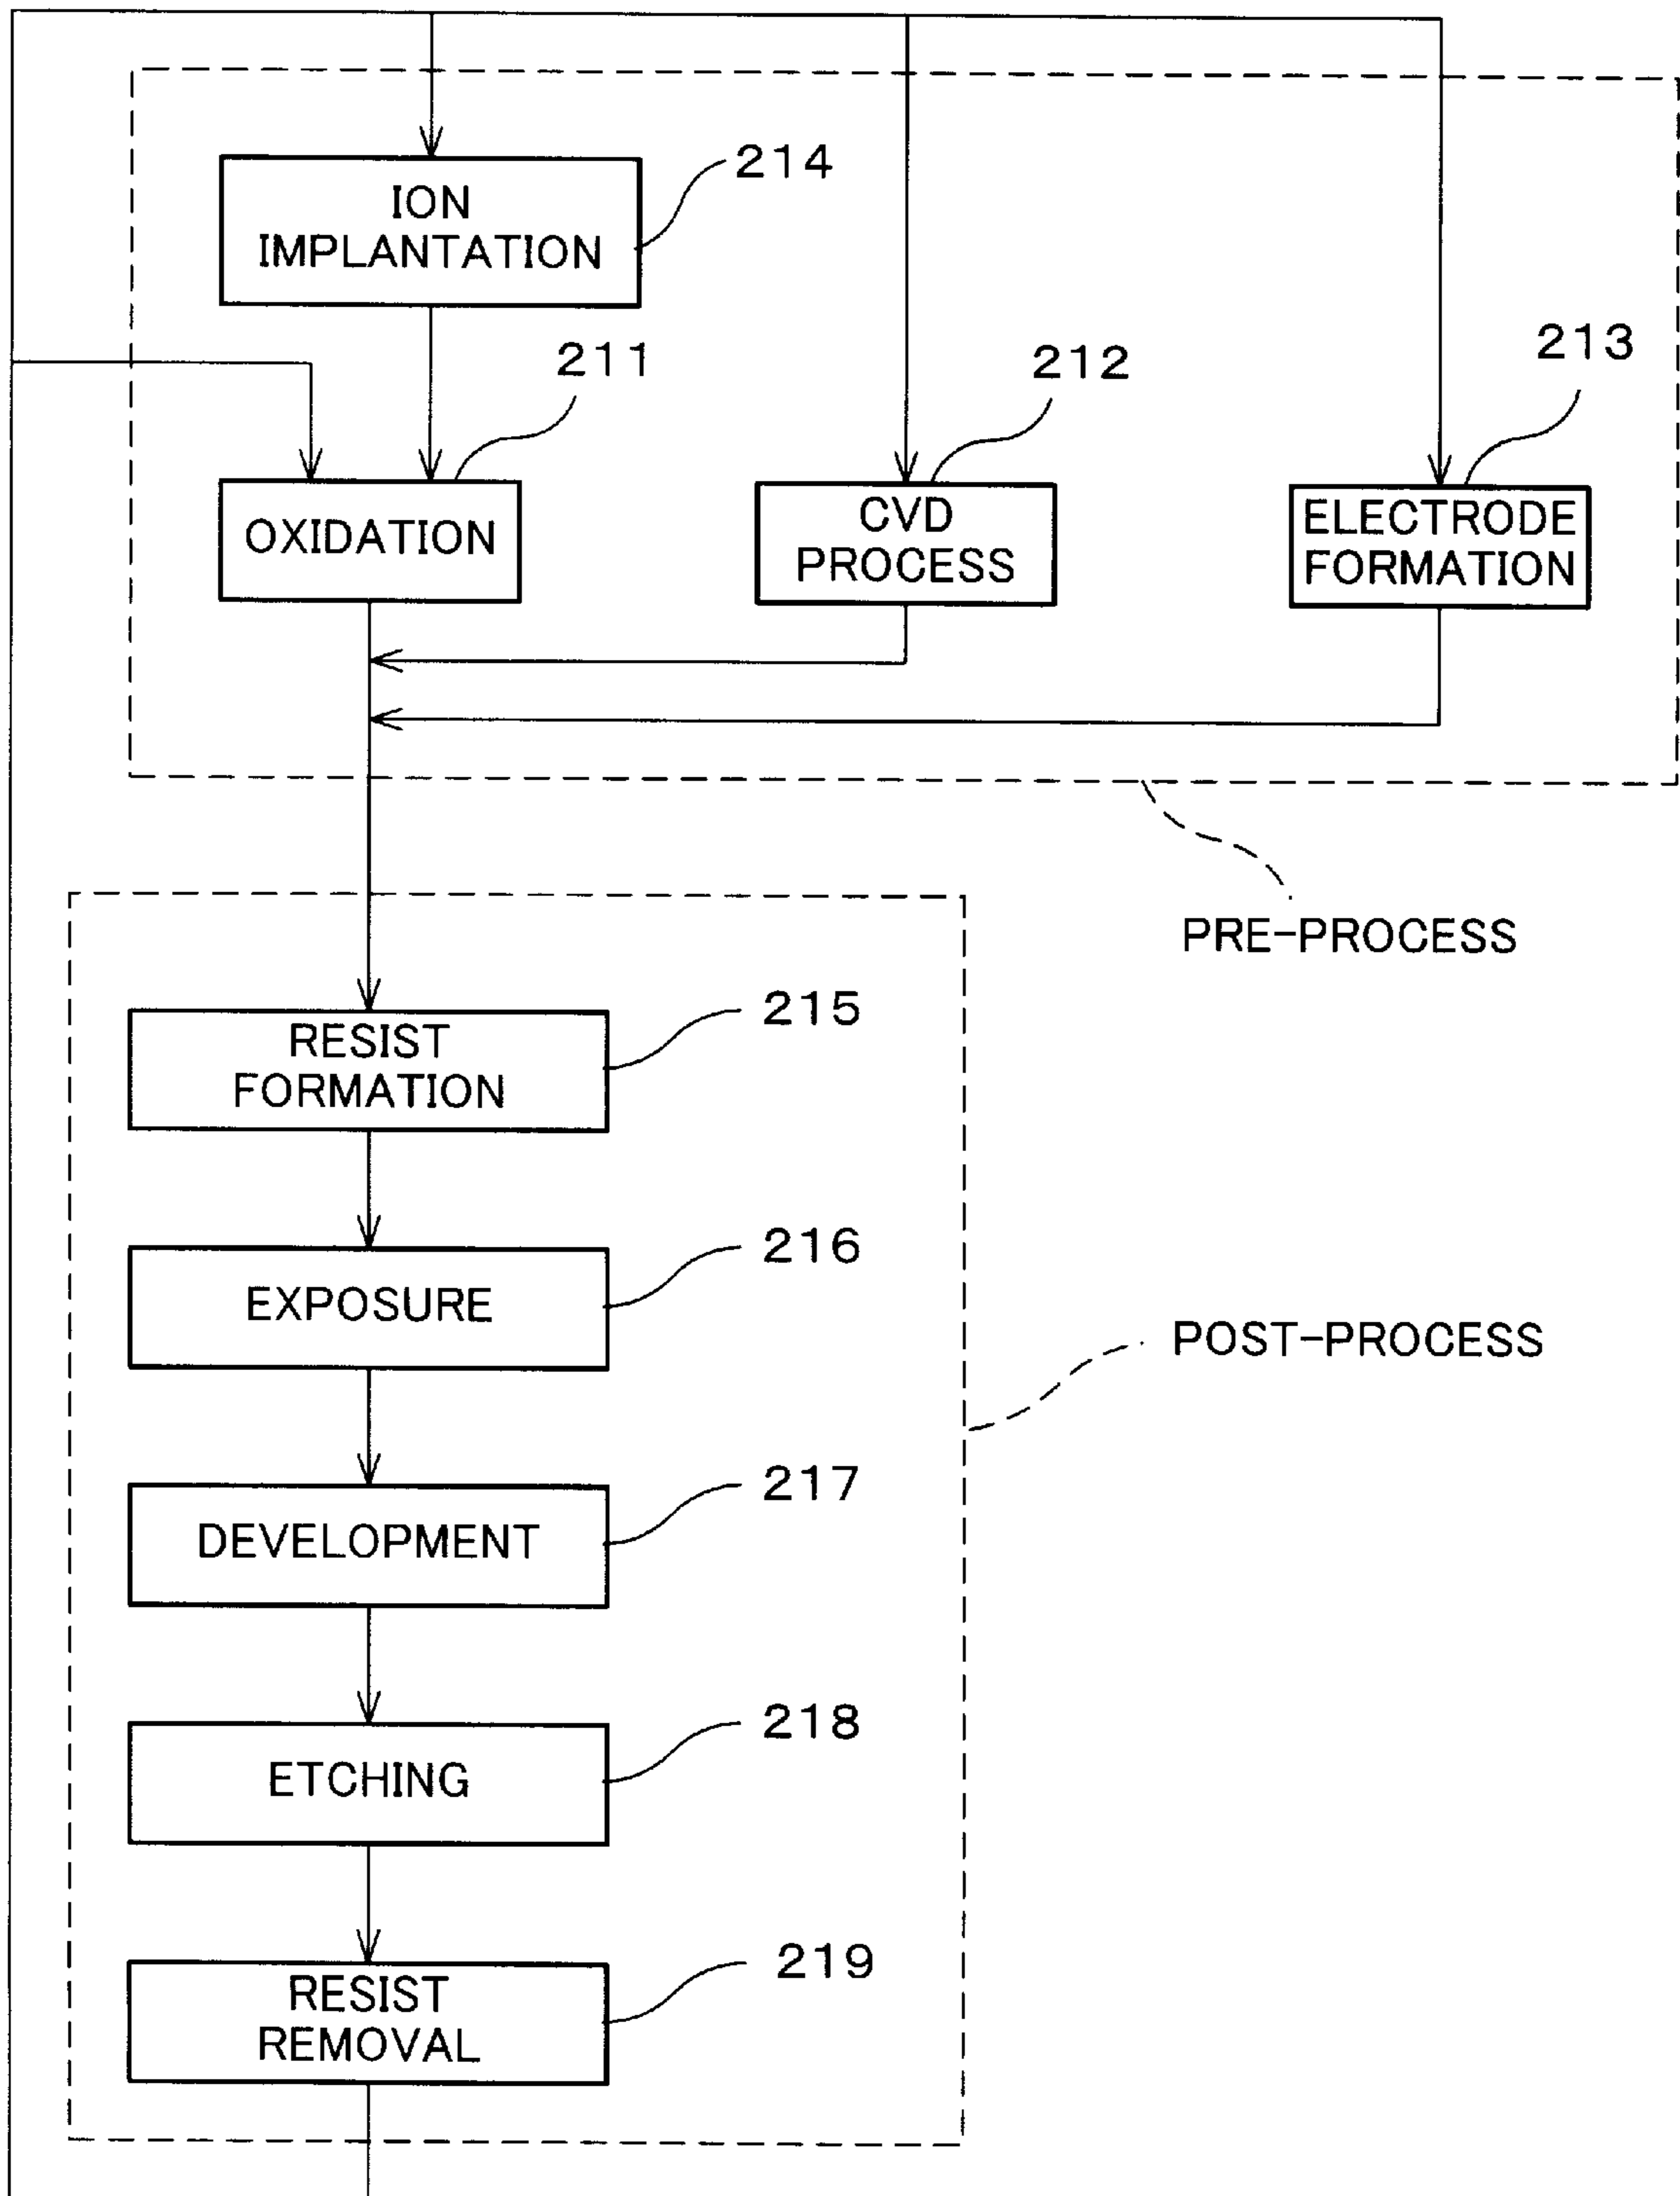 214
ION
IMPLANTATION
211
212
213
OXIDATION
CVD
PROCESS
ELECTRODE
FORMATION
PRE-PROCESS
215
RESIST
FORMATION
216
EXPOSURE
POST-PROCESS
217
DEVELOPMENT
218
ETCHING
219
RESIST
REMOVAL